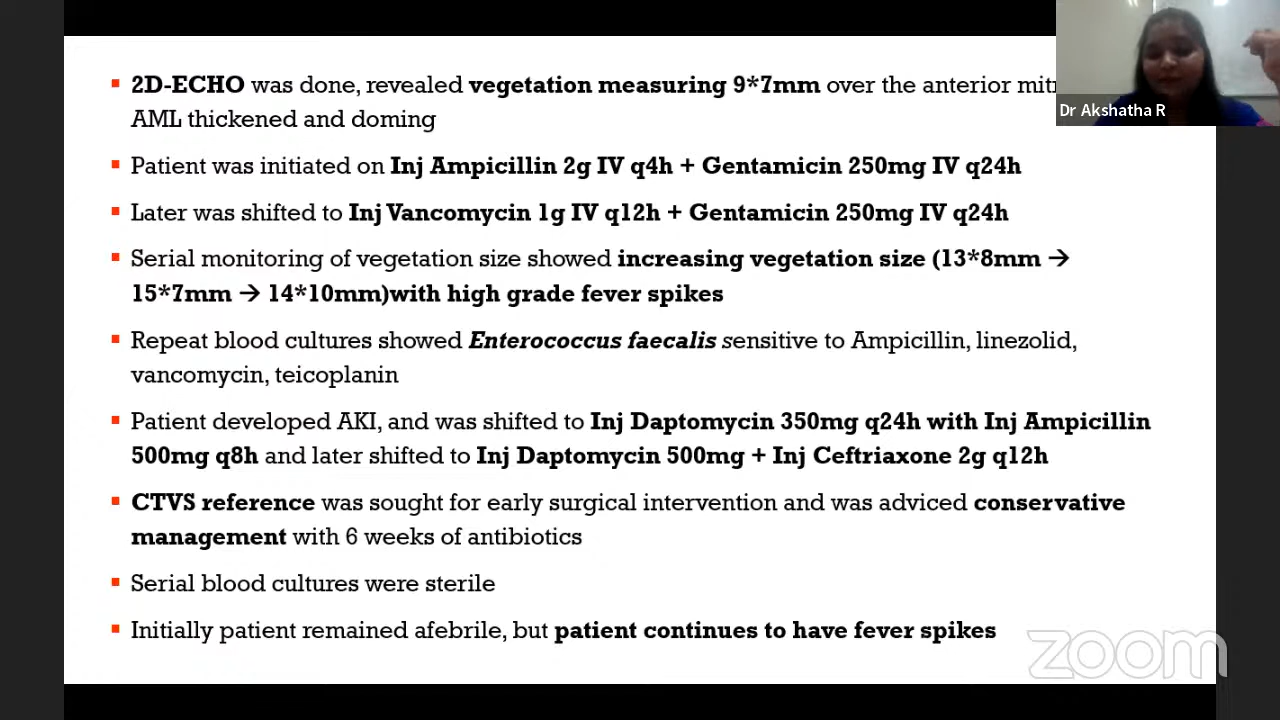 2D-ECHO was done, revealed vegetation measuring 9*7mm over the anterior
AML thickened and doming
Patient was initiated on Inj Ampicillin 2g IV q4h + Gentamicin 250mg IV q24h
Later was shifted to Inj Vancomycin 1g IV q12h + Gentamicin 250mg IV q24h
Serial monitoring of vegetation size showed increasing vegetation size (13*8mm →
15*7mm → 14*10mm)with high grade fever spikes
Repeat blood cultures showed Enterococcus faecalis sensitive to Ampicillin, linezolid,
vancomycin, teicoplanin
Patient developed AKI, and was shifted to Inj Daptomycin 350mg q24h with Inj Ampicillin
500mg q8h and later shifted to Inj Daptomycin 500mg + Inj Ceftriaxone 2g q12h
CTVS reference was sought for early surgical intervention and was adviced conservative
management with 6 weeks of antibiotics
Serial blood cultures were sterile
Initially patient remained afebrile, but patient continues to have fever spikes
Dr Akshatha R
zoom